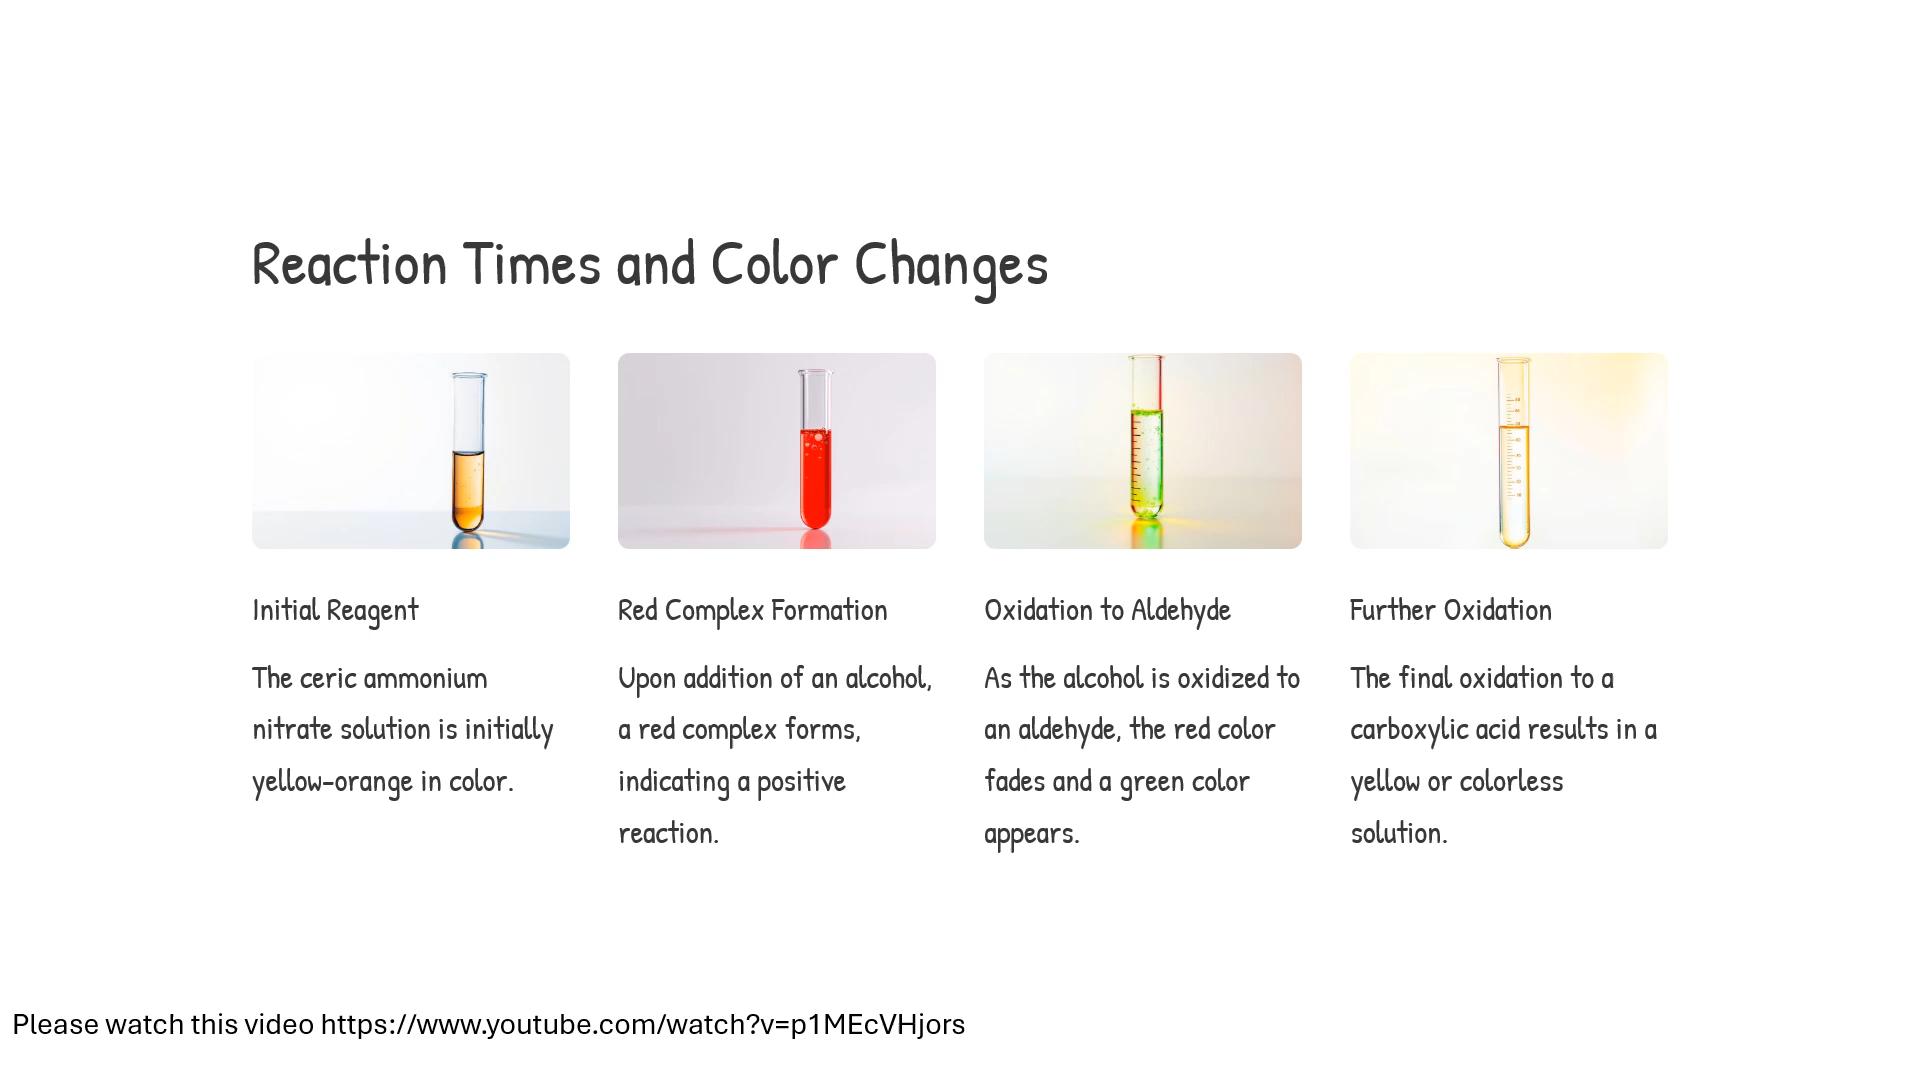 Reaction Times and Color Changes
Initial Reagent
The ceric ammonium
nitrate solution is initially
yellow-orange in color.
Red Complex Formation
Upon addition of an alcohol,
a red complex forms,
indicating a positive
reaction.
Oxidation to Aldehyde
As the alcohol is oxidized to
an aldehyde, the red color
fades and a green color
appears.
Further Oxidation
The final oxidation to a
carboxylic acid results in a
yellow or colorless
solution.
Please watch this video https://www.youtube.com/watch?v=p1MEcVHjors